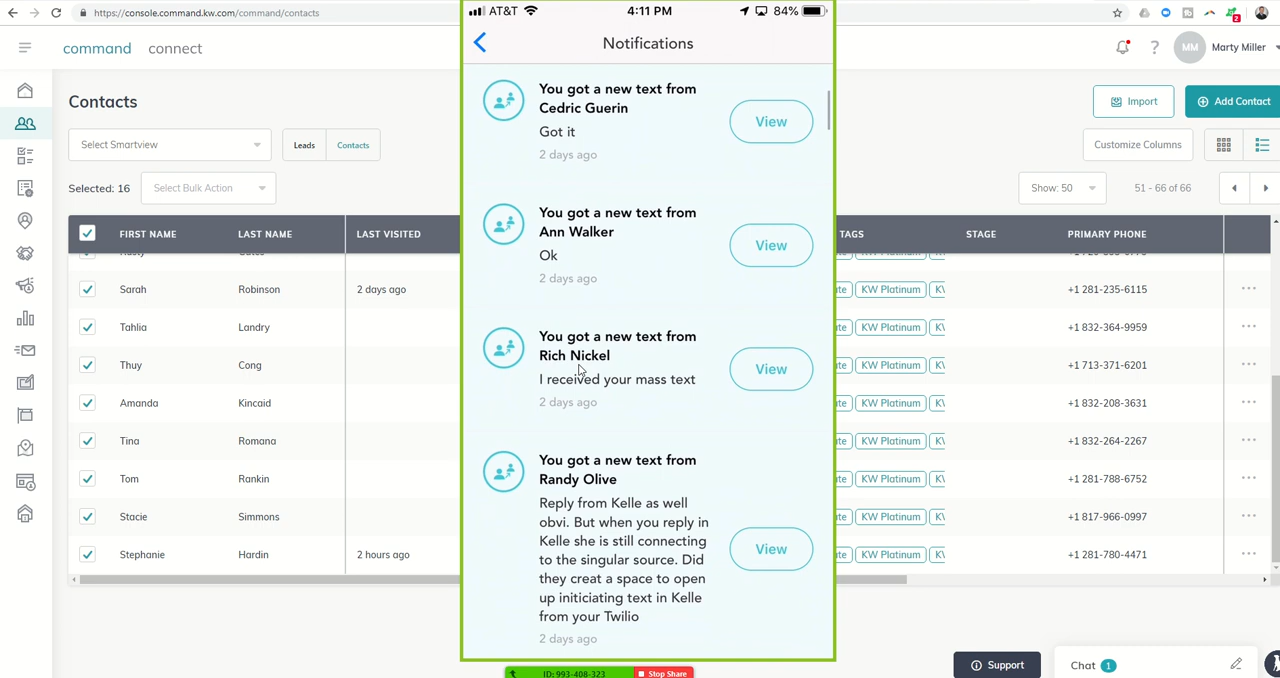 https://console.command.kw.com/command/contacts
2
command connect
?
MM
Marty Miller
Contacts
Import
Add Contact
Select Smartview
Leads
Contacts
Customize Columns
Selected: 16
Select Bulk Action
Show: 50
51 - 66 of 66
FIRST NAME LAST NAME LAST VISITED TAGS STAGE PRIMARY PHONE
Sarah Robinson 2 days ago KW Platinum +1 281-235-6115
Tahlia Landry KW Platinum +1 832-364-9959
Thuy Cong KW Platinum +1 713-371-6201
Amanda Kincaid KW Platinum +1 832-208-3631
Tina Romana KW Platinum +1 832-264-2267
Tom Rankin KW Platinum +1 281-788-6752
Stacie Simmons KW Platinum +1 817-966-0997
Stephanie Hardin 2 hours ago KW Platinum +1 281-780-4471
AT&T 4:11 PM 84%
Notifications
You got a new text from
Cedric Guerin
Got it
2 days ago
View
You got a new text from
Ann Walker
Ok
2 days ago
View
You got a new text from
Rich Nickel
I received your mass text
2 days ago
View
You got a new text from
Randy Olive
Reply from Kelle as well
obvi. But when you reply in
Kelle she is still connecting
to the singular source. Did
they creat a space to open
up initiciating text in Kelle
from your Twilio
2 days ago
View
ID: 993-408-323
Stop Share
Support
Chat 1